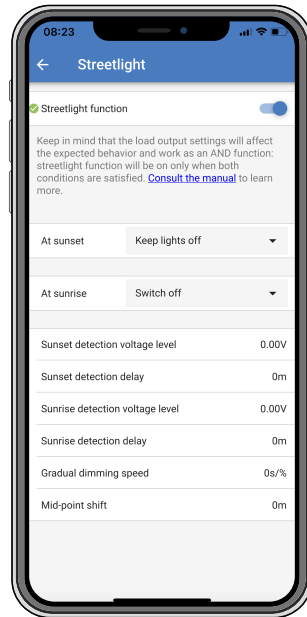 08:23
Streetlight
Streetlight function
Keep in mind that the load output settings will affect
the expected behavior and work as an AND function:
streetlight function will be on only when both
conditions are satisfied. Consult the manual to learn
more.
At sunset Keep lights off
At sunrise Switch off
Sunset detection voltage level 0.00V
Sunset detection delay 0m
Sunrise detection voltage level 0.00V
Sunrise detection delay 0m
Gradual dimming speed 0s/%
Mid-point shift 0m